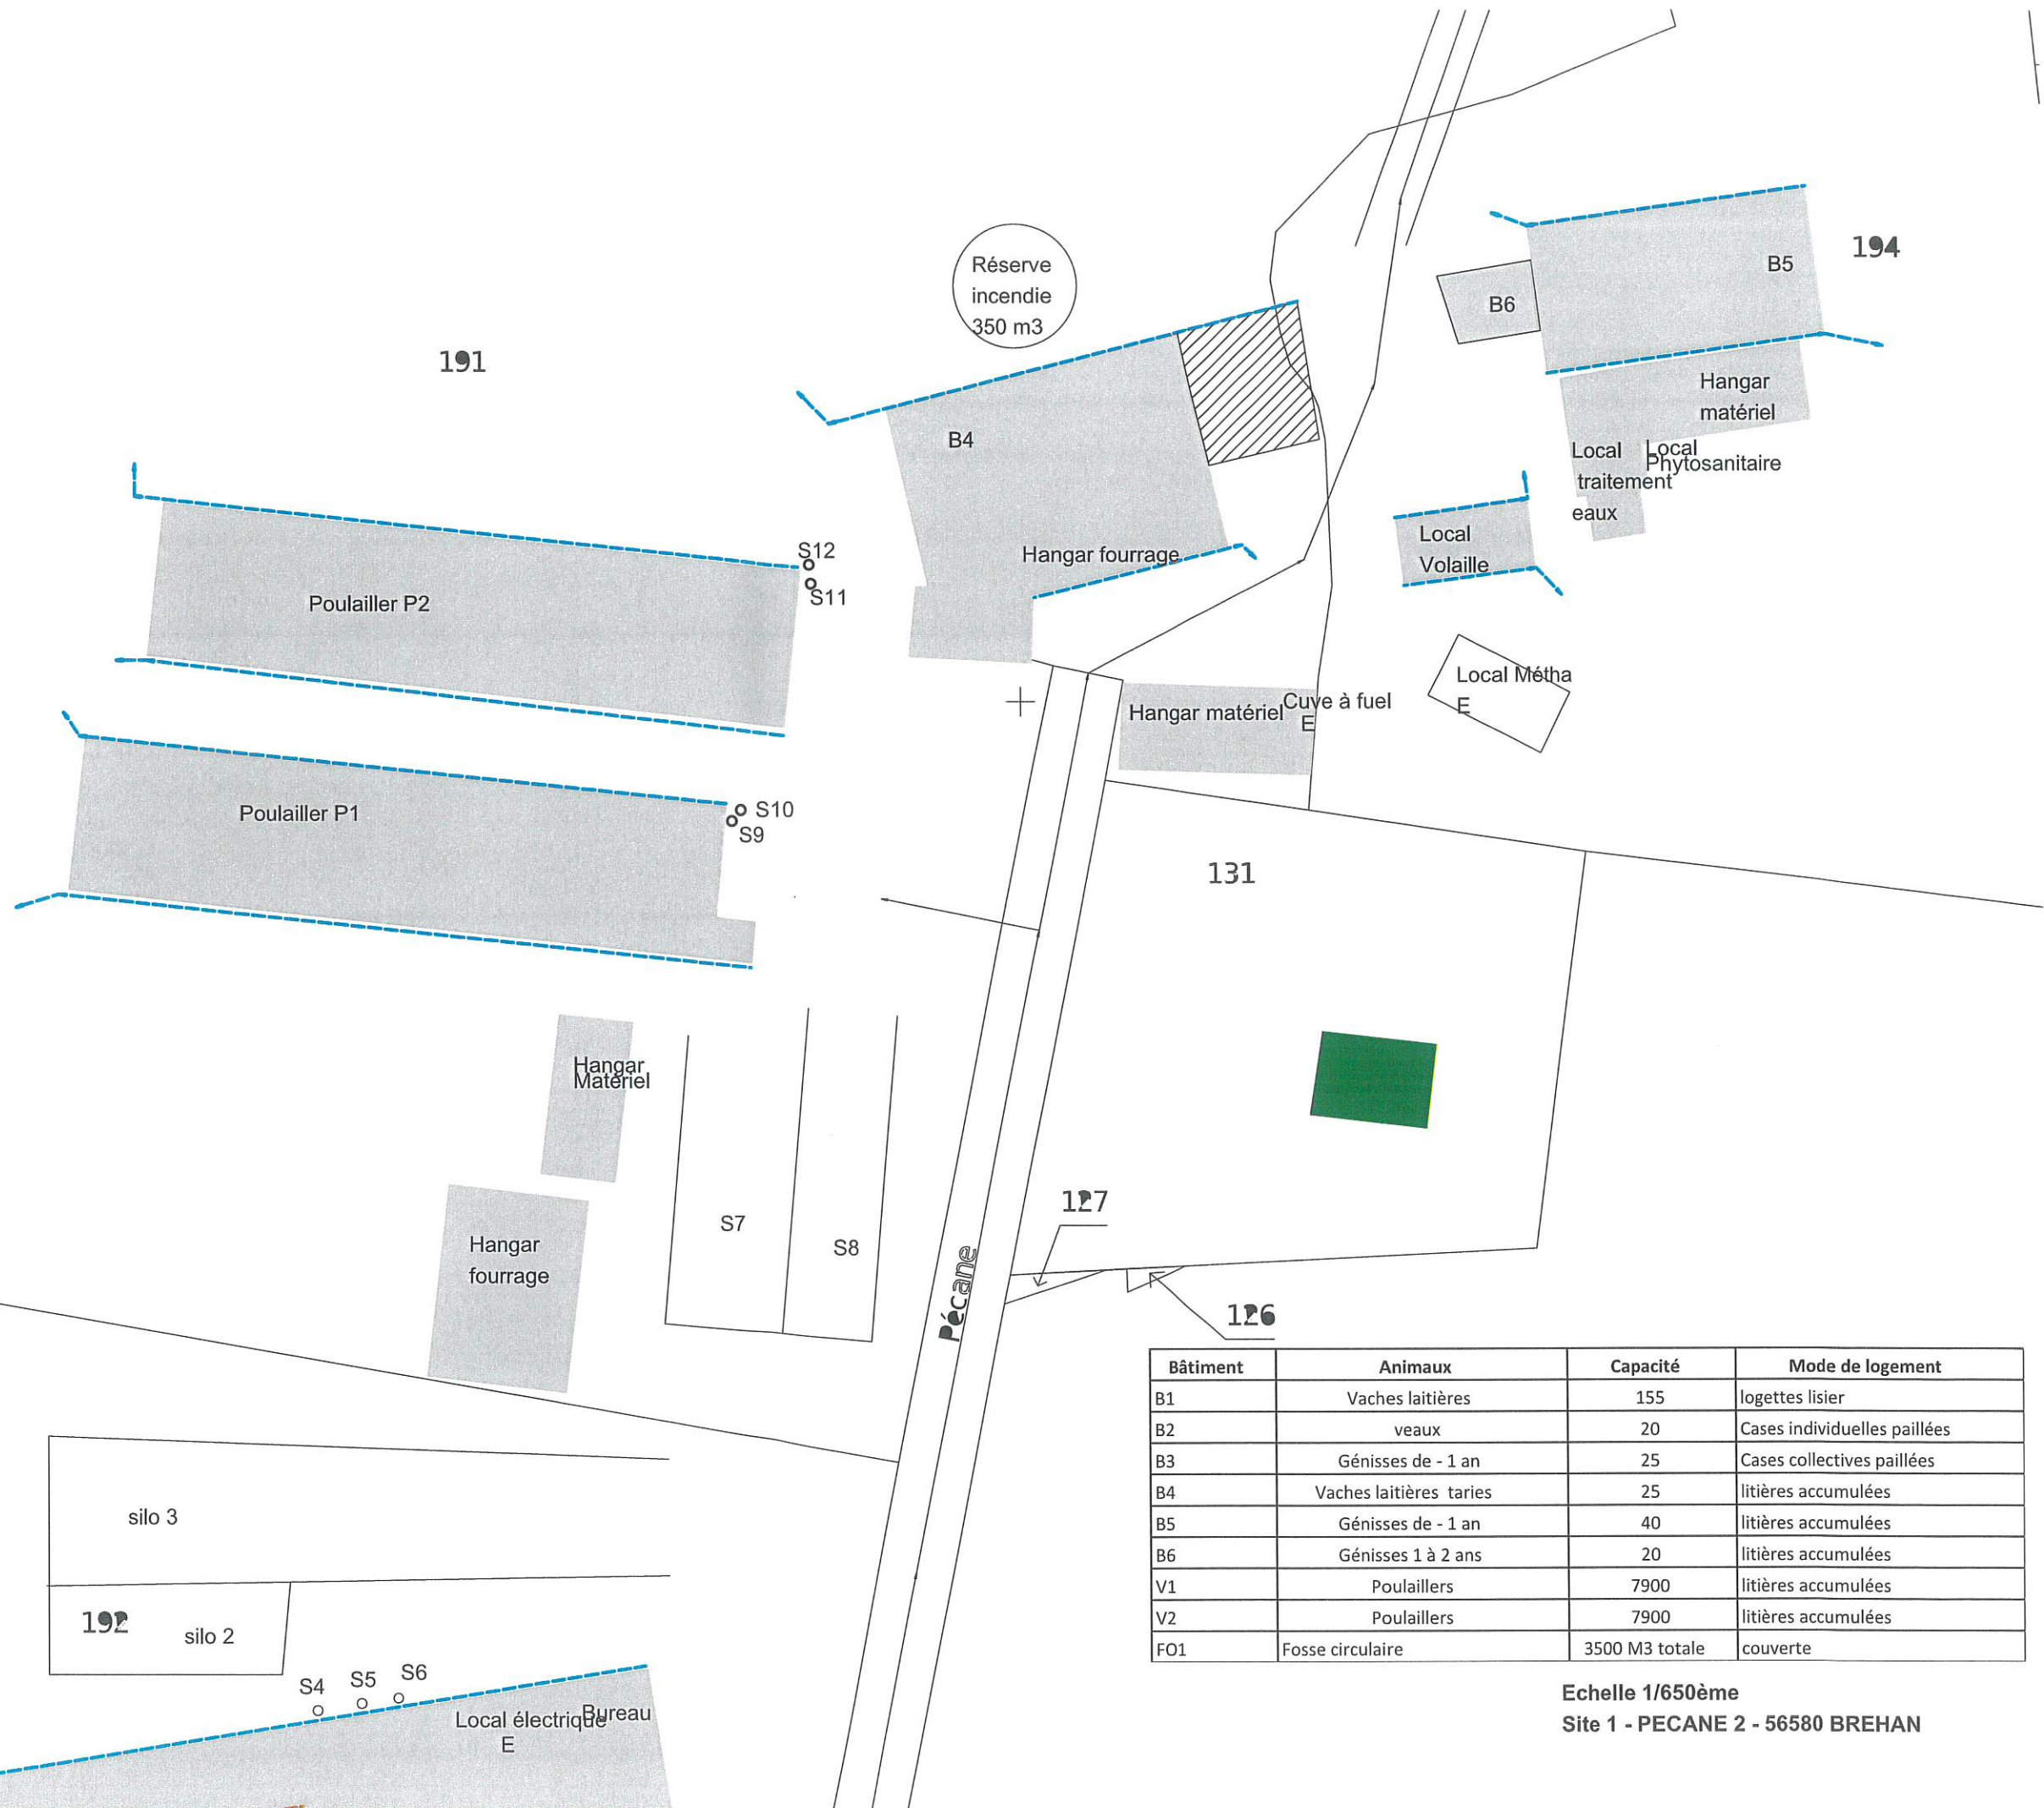 Réserve
incendie
350 m3
194
B5
B6
191
Hangar
matériel
B4
Local
traitement
eaux
Local
Phytosanitaire
Local
Volaille
Hangar fourrage
S12
S11
Poulailler P2
Local Métha
E
Hangar matériel
Cuve à fuel
E
Poulailler P1
S10
S9
131
Hangar
Matériel
S7
S8
Hangar
fourrage
127
Pécane
126
Bâtiment Animaux Capacité Mode de logement
B1 Vaches laitières 155 logettes lisier
B2 veaux 20 Cases individuelles paillées
B3 Génisses de - 1 an 25 Cases collectives paillées
B4 Vaches laitières taries 25 litières accumulées
B5 Génisses de - 1 an 40 litières accumulées
B6 Génisses 1 à 2 ans 20 litières accumulées
V1 Poulaillers 7900 litières accumulées
V2 Poulaillers 7900 litières accumulées
FO1 Fosse circulaire 3500 M3 totale couverte
silo 3
192
silo 2
S4
S5
S6
Local électrique
E
Bureau
Echelle 1/650ème
Site 1 - PECANE 2 - 56580 BREHAN